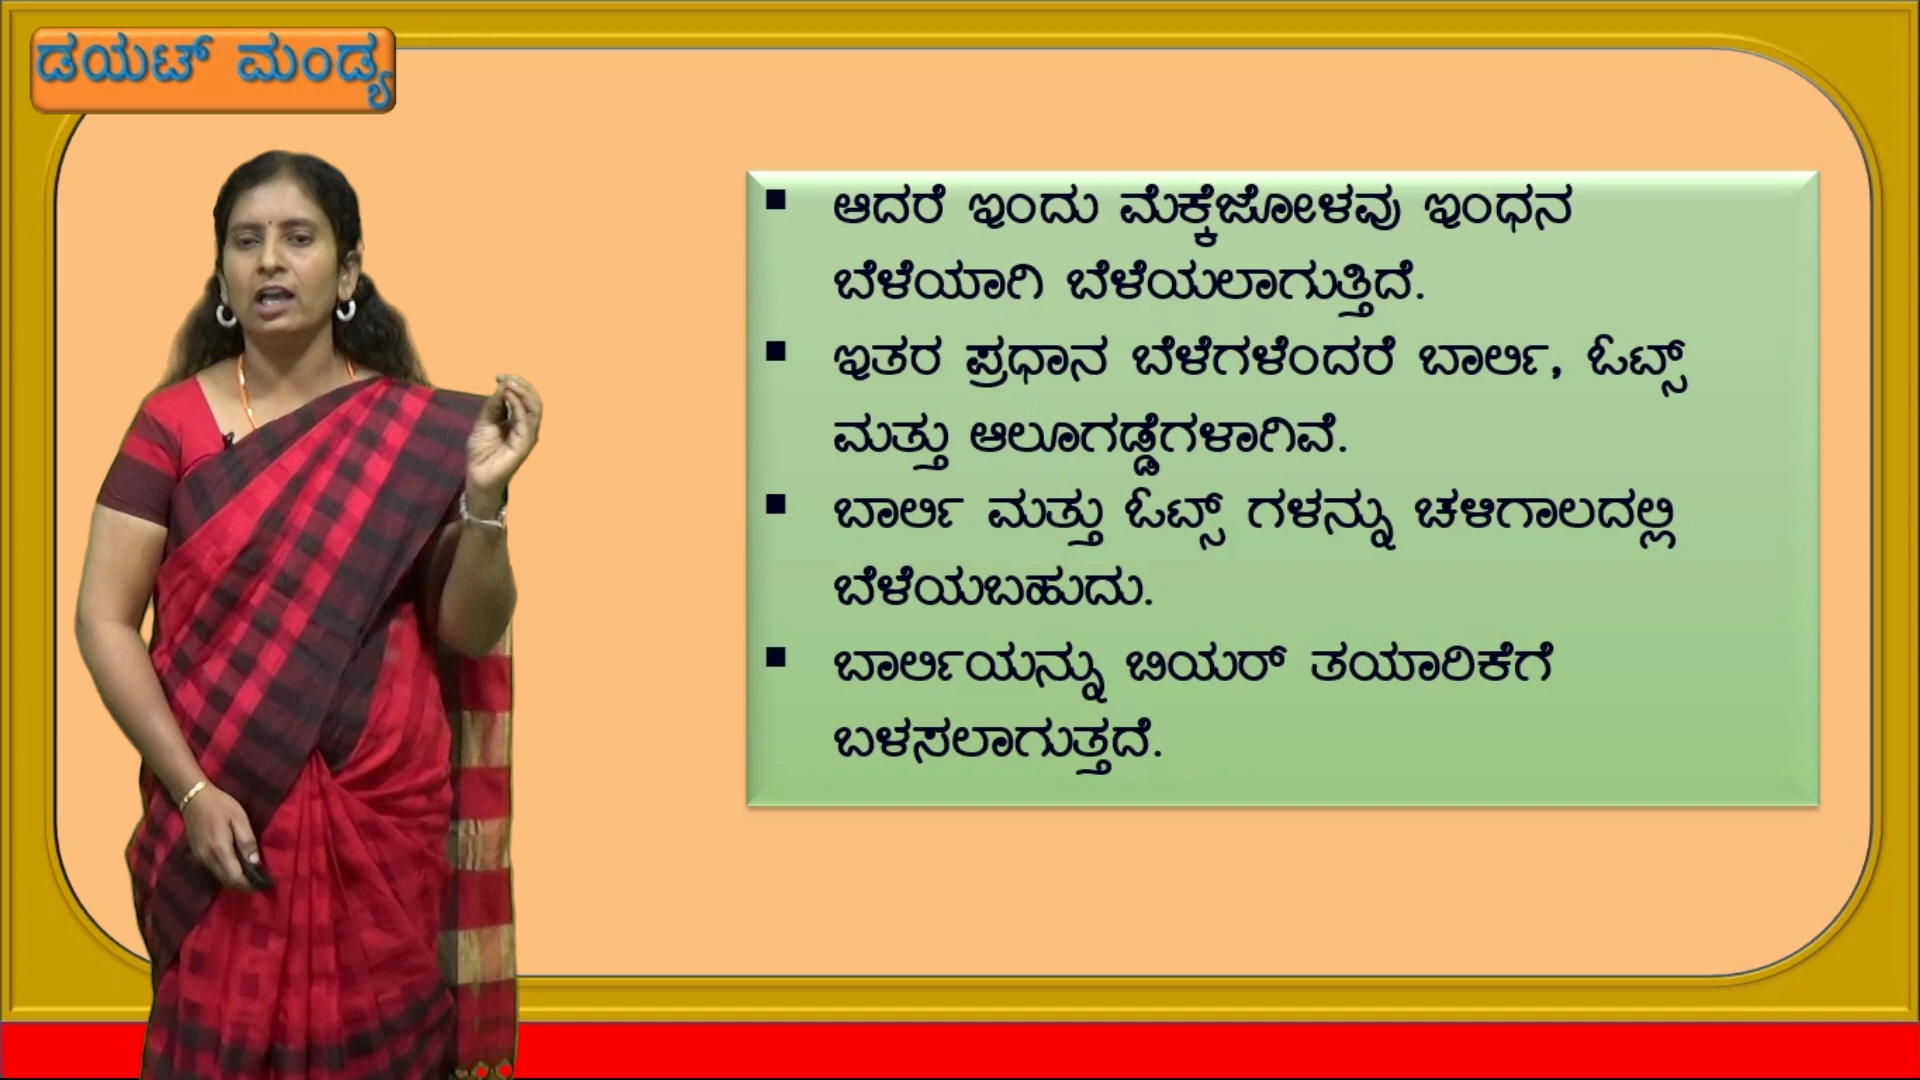 ಡಯಟ್ ಮಂಡ್ಯ
▪ ಆದರೆ ಇಂದು ಮೆಕ್ಕೆಜೋಳವು ಇಂಧನ
ಬೆಳೆಯಾಗಿ ಬೆಳೆಯಲಾಗುತ್ತಿದೆ.
▪ ಇತರ ಪ್ರಧಾನ ಬೆಳೆಗಳೆಂದರೆ ಬಾರ್ಲಿ, ಓಟ್ಸ್
ಮತ್ತು ಆಲೂಗಡ್ಡೆಗಳಾಗಿವೆ.
▪ ಬಾರ್ಲಿ ಮತ್ತು ಓಟ್ಸ್ ಗಳನ್ನು ಚಳಿಗಾಲದಲ್ಲಿ
ಬೆಳೆಯಬಹುದು.
▪ ಬಾರ್ಲಿಯನ್ನು ಬಿಯರ್ ತಯಾರಿಕೆಗೆ
ಬಳಸಲಾಗುತ್ತದೆ.